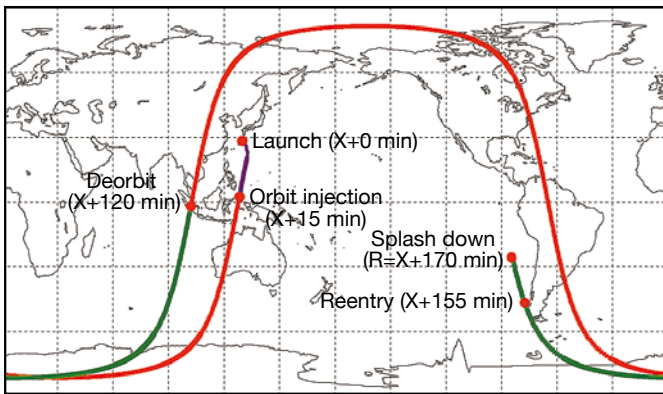 Launch (X+0 min)
Deorbit
(X+120 min)
Orbit injection
(X+15 min)
Splash down
(R=X+170 min)
Reentry (X+155 min)